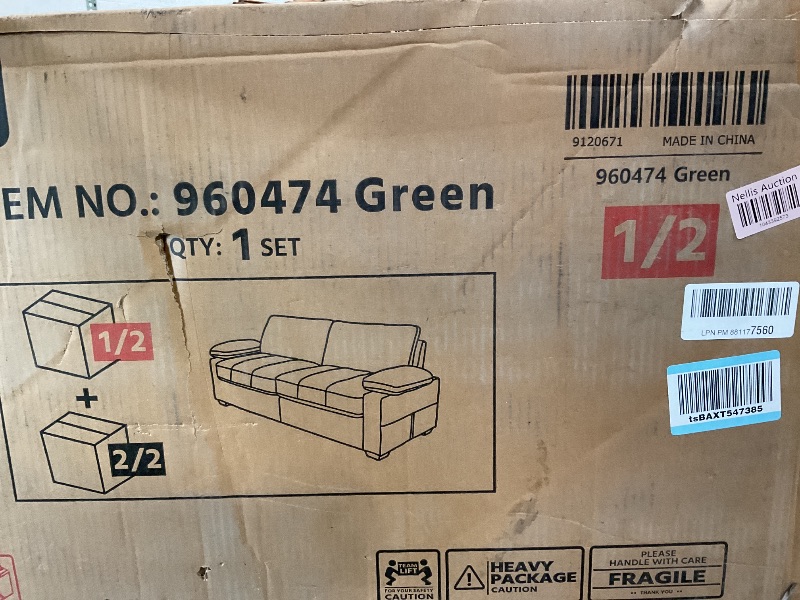 9120671 MADE IN CHINA
960474 Green
EM NO.: 960474 Green
QTY: 1 SET
1/2
Nellis Auction
LPN PM 881177560
tsBAXT547385
1/2
+
2/2
TEAM LIFT
FOR YOUR SAFETY
CAUTION
HEAVY
PACKAGE
CAUTION
PLEASE
HANDLE WITH CARE
FRAGILE
•• THANK YOU ••